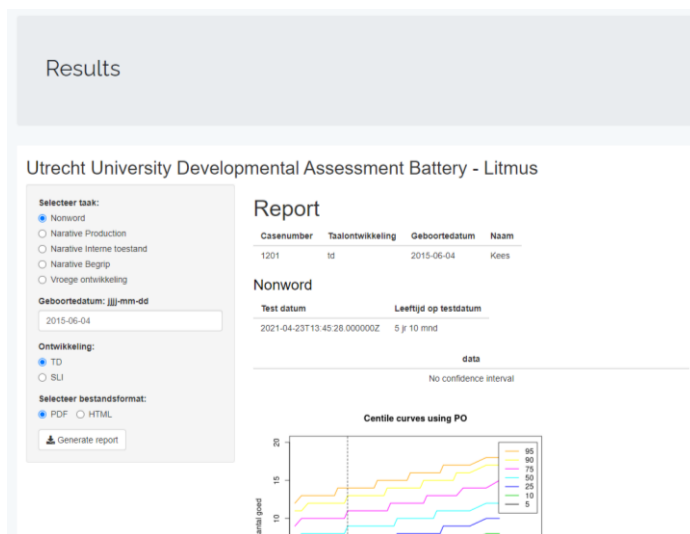 Results
Utrecht University Developmental Assessment Battery - Litmus
Selecteer taak:
Nonword
Narative Production
Narative Interne toestand
Narative Begrip
Vroege ontwikkeling
Geboortedatum: jjjj-mm-dd
2015-06-04
Ontwikkeling:
TD
SLI
Selecteer bestandsformat:
PDF HTML
Generate report
Report
Casenumber Taalontwikkeling Geboortedatum Naam
1201 td 2015-06-04 Kees
Nonword
Test datum Leeftijd op testdatum
2021-04-23T13:45:28.000000Z 5 jr 10 mnd
data
No confidence interval
Centile curves using PO
20
15
10
antal goed
95
90
75
50
25
10
5